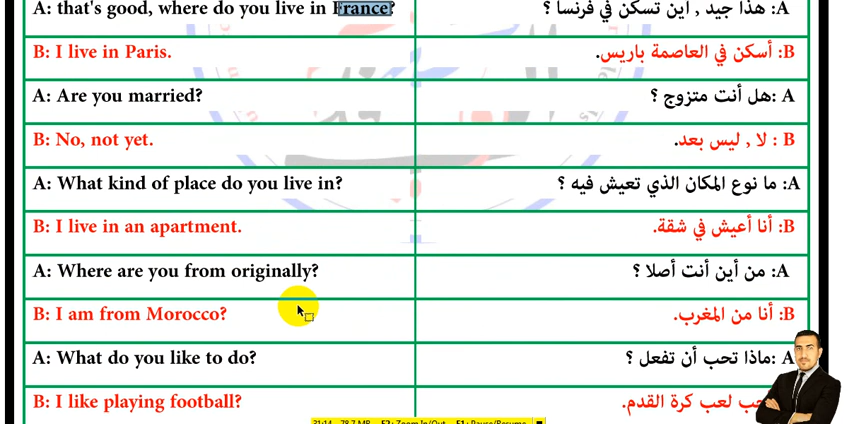 A: that's good, where do you live in France?
A: هذا جيد , اين تسكن في فرنسا ؟
B: I live in Paris.
B: أسكن في العاصمة باريس.
A: Are you married?
A :هل أنت متزوج ؟
B: No, not yet.
B : لا , ليس بعد.
A: What kind of place do you live in?
A: ما نوع المكان الذي تعيش فيه ؟
B: I live in an apartment.
B: أنا أعيش في شقة.
A: Where are you from originally?
A: من أين أنت أصلا ؟
B: I am from Morocco?
B: أنا من المغرب.
A: What do you like to do?
A :ماذا تحب أن تفعل ؟
B: I like playing football?
لعب كرة القدم.